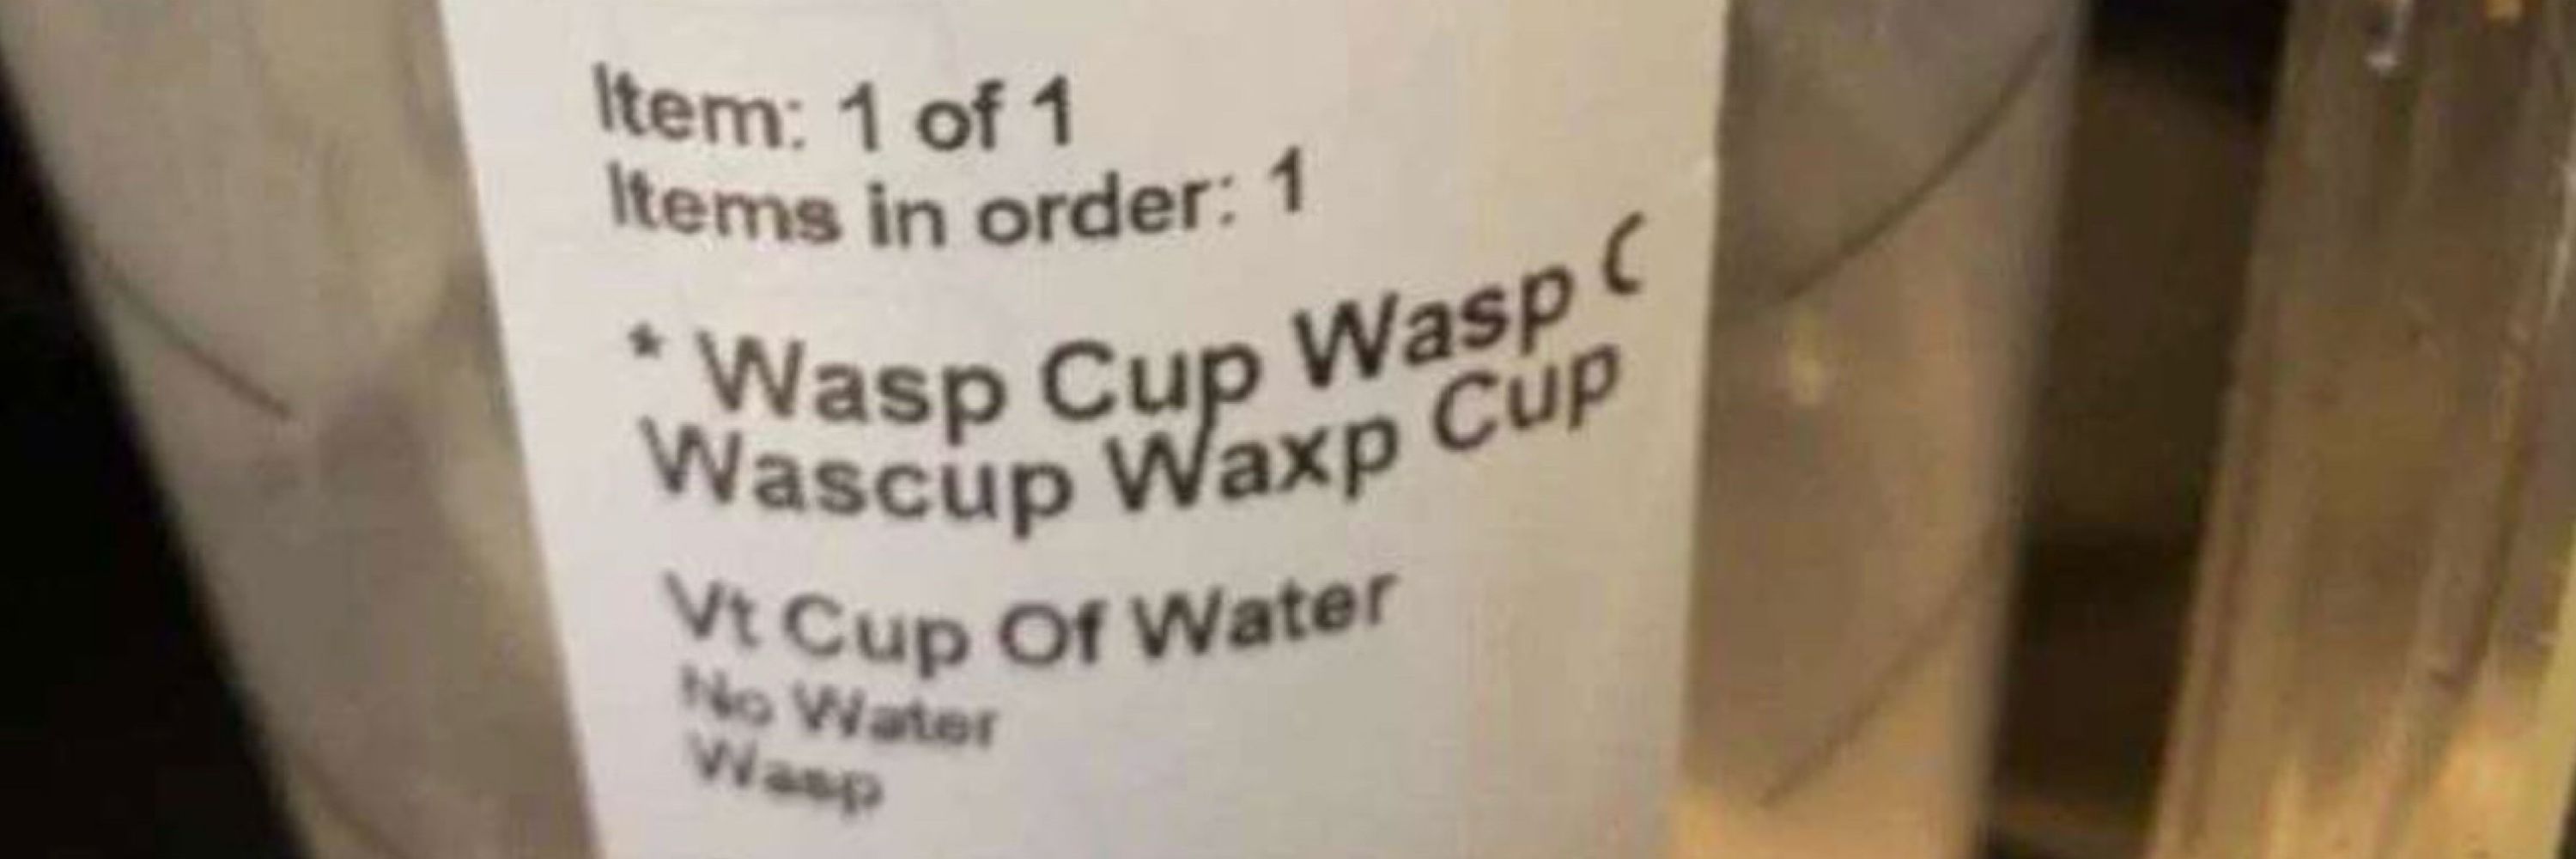 Item: 1 of 1
Items in order: 1
* Wasp Cup Wasp C
Wascup Waxp Cup
Vt Cup Of Water
No Water
Wasp